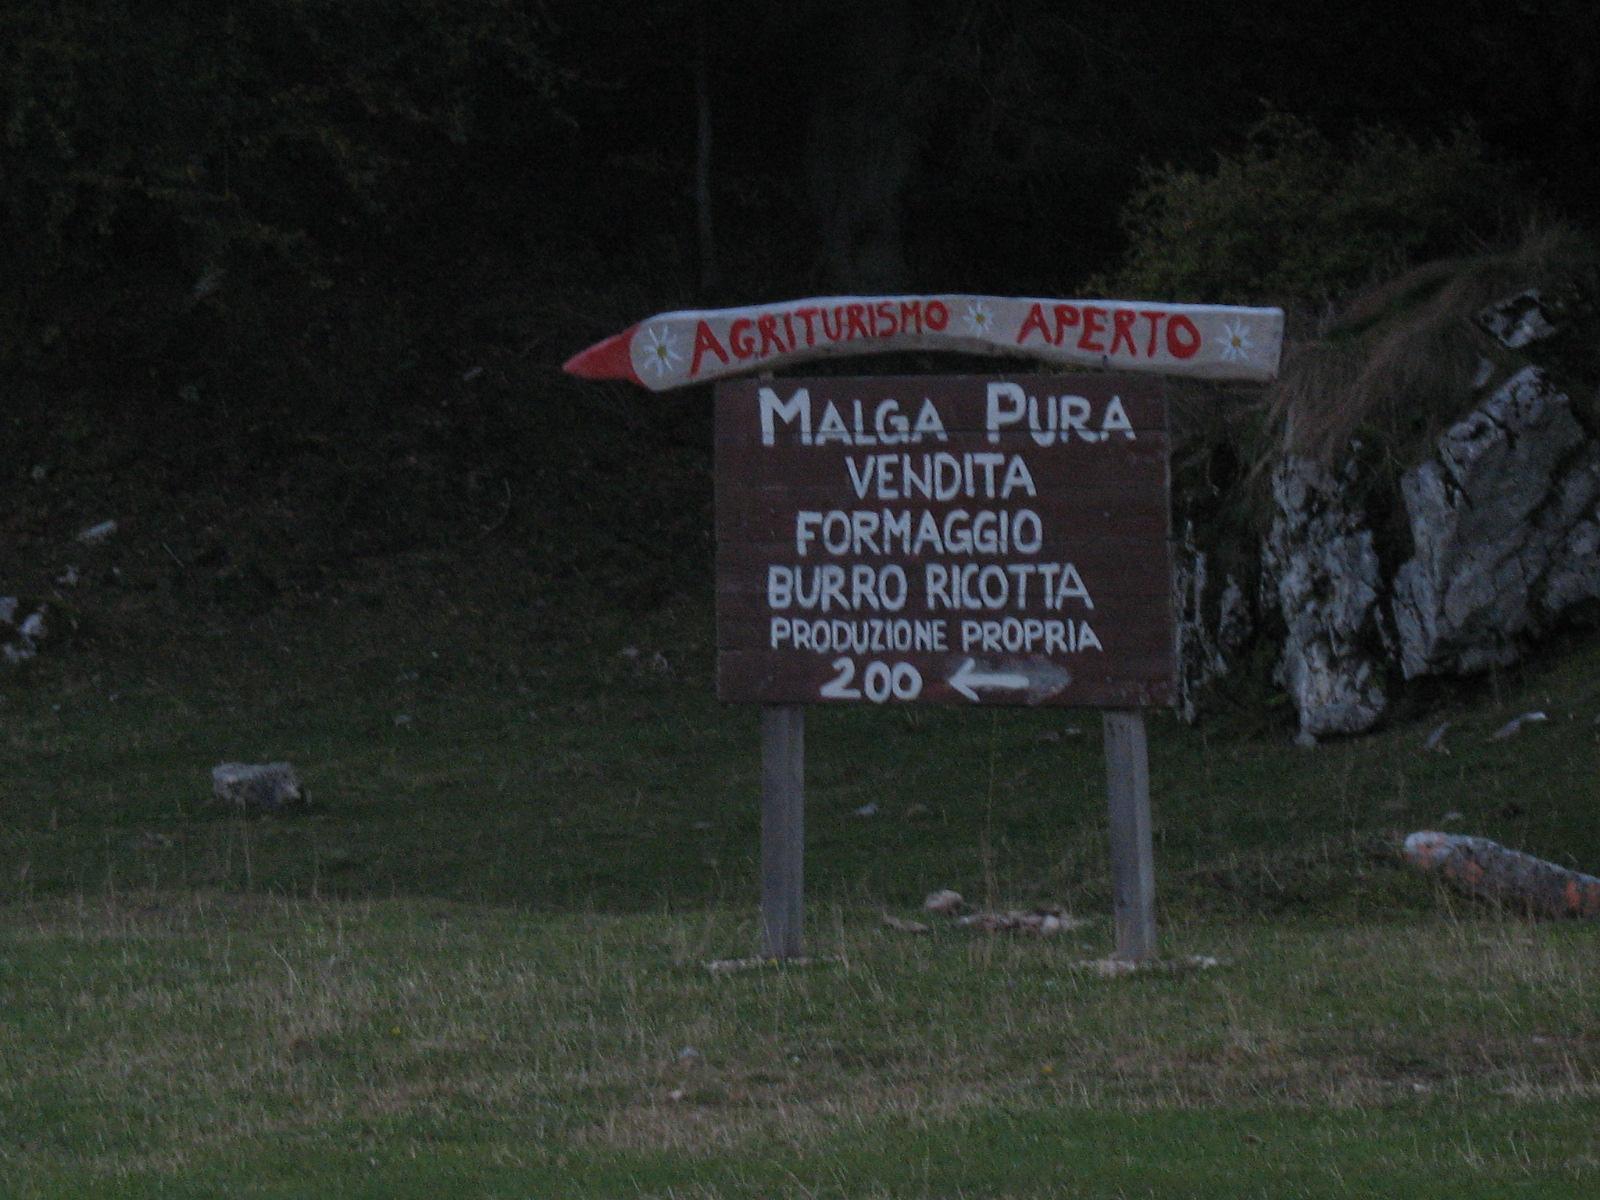 AGRITURISMO APERTO
MALGA PURA
VENDITA
FORMAGGIO
BURRO RICOTTA
PRODUZIONE PROPRIA
200 ←